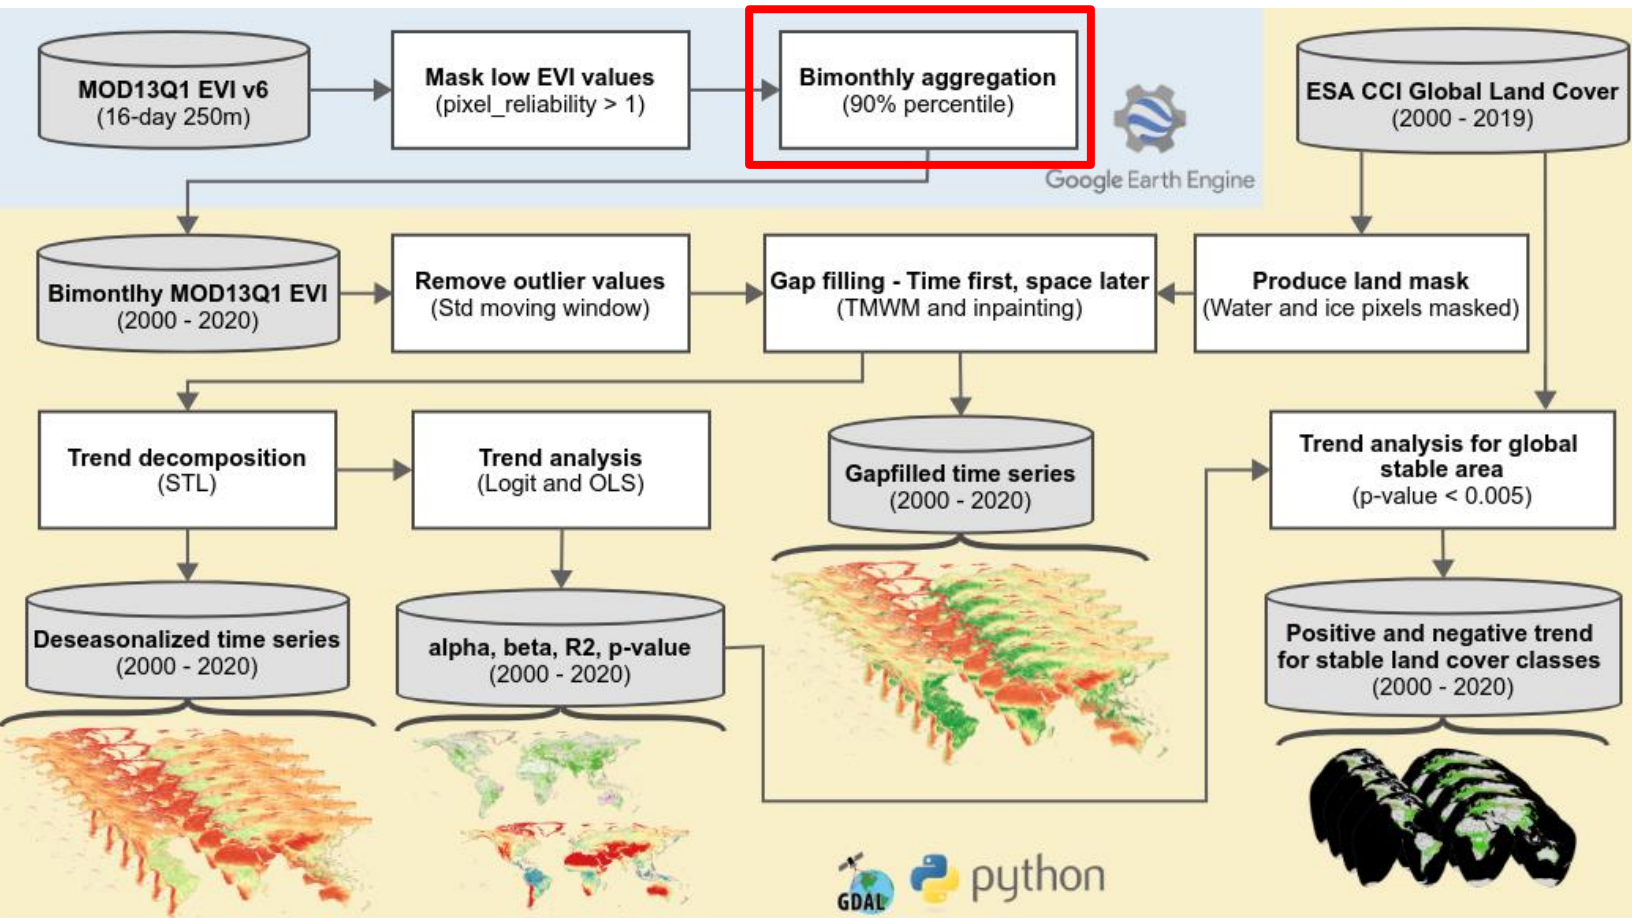 MOD13Q1 EVI v6
(16-day 250m)
Mask low EVI values
(pixel_reliability > 1)
Bimonthly aggregation
(90% percentile)
Google Earth Engine
ESA CCI Global Land Cover
(2000 - 2019)
Bimontlhy MOD13Q1 EVI
(2000 - 2020)
Remove outlier values
(Std moving window)
Gap filling - Time first, space later
(TMWM and inpainting)
Produce land mask
(Water and ice pixels masked)
Trend decomposition
(STL)
Trend analysis
(Logit and OLS)
Gapfilled time series
(2000 - 2020)
Trend analysis for global
stable area
(p-value < 0.005)
Deseasonalized time series
(2000 - 2020)
alpha, beta, R2, p-value
(2000 - 2020)
Positive and negative trend
for stable land cover classes
(2000 - 2020)
GDAL
python